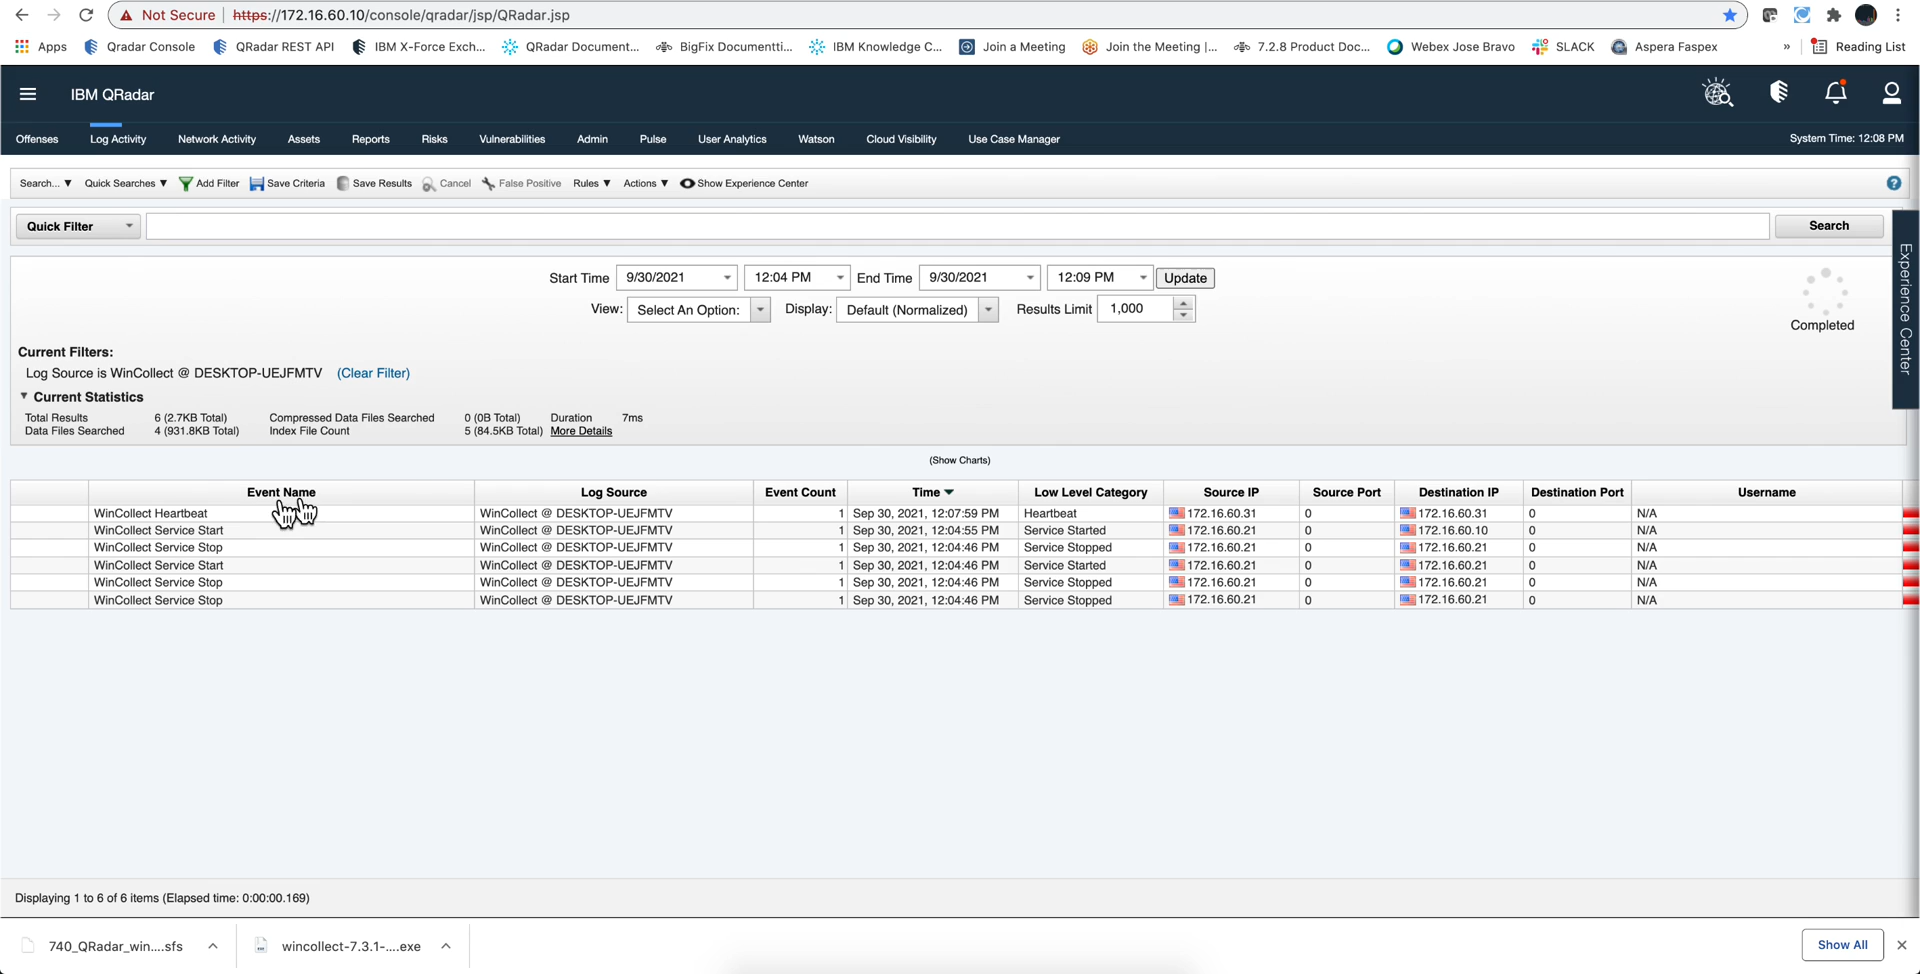 Not Secure https://172.16.60.10/console/qradar/jsp/QRadar.jsp
Apps Qradar Console QRadar REST API IBM X-Force Exch... QRadar Document... BigFix Documentti... IBM Knowledge C... Join a Meeting Join the Meeting |... 7.2.8 Product Doc... Webex Jose Bravo SLACK Aspera Faspex » Reading List
IBM QRadar
Offenses Log Activity Network Activity Assets Reports Risks Vulnerabilities Admin Pulse User Analytics Watson Cloud Visibility Use Case Manager System Time: 12:08 PM
Search... ▼ Quick Searches ▼ Add Filter Save Criteria Save Results Cancel False Positive Rules ▼ Actions ▼ Show Experience Center ?
Quick Filter Search
Experience Center
Start Time 9/30/2021 12:04 PM End Time 9/30/2021 12:09 PM Update
View: Select An Option: Display: Default (Normalized) Results Limit 1,000
Completed
Current Filters:
Log Source is WinCollect @ DESKTOP-UEJFMTV (Clear Filter)
▼ Current Statistics
Total Results 6 (2.7KB Total) Compressed Data Files Searched 0 (0B Total) Duration 7ms
Data Files Searched 4 (931.8KB Total) Index File Count 5 (84.5KB Total) More Details
(Show Charts)
Event Name Log Source Event Count Time ▼ Low Level Category Source IP Source Port Destination IP Destination Port Username
WinCollect Heartbeat WinCollect @ DESKTOP-UEJFMTV 1 Sep 30, 2021, 12:07:59 PM Heartbeat 172.16.60.31 0 172.16.60.31 0 N/A
WinCollect Service Start WinCollect @ DESKTOP-UEJFMTV 1 Sep 30, 2021, 12:04:55 PM Service Started 172.16.60.21 0 172.16.60.10 0 N/A
WinCollect Service Stop WinCollect @ DESKTOP-UEJFMTV 1 Sep 30, 2021, 12:04:46 PM Service Stopped 172.16.60.21 0 172.16.60.21 0 N/A
WinCollect Service Start WinCollect @ DESKTOP-UEJFMTV 1 Sep 30, 2021, 12:04:46 PM Service Started 172.16.60.21 0 172.16.60.21 0 N/A
WinCollect Service Stop WinCollect @ DESKTOP-UEJFMTV 1 Sep 30, 2021, 12:04:46 PM Service Stopped 172.16.60.21 0 172.16.60.21 0 N/A
WinCollect Service Stop WinCollect @ DESKTOP-UEJFMTV 1 Sep 30, 2021, 12:04:46 PM Service Stopped 172.16.60.21 0 172.16.60.21 0 N/A
Displaying 1 to 6 of 6 items (Elapsed time: 0:00:00.169)
740_QRadar_win....sfs wincollect-7.3.1-....exe Show All